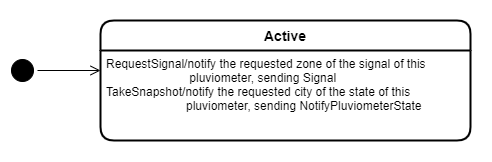 Active
RequestSignal/notify the requested zone of the signal of this
pluviometer, sending Signal
TakeSnapshot/notify the requested city of the state of this
pluviometer, sending NotifyPluviometerState